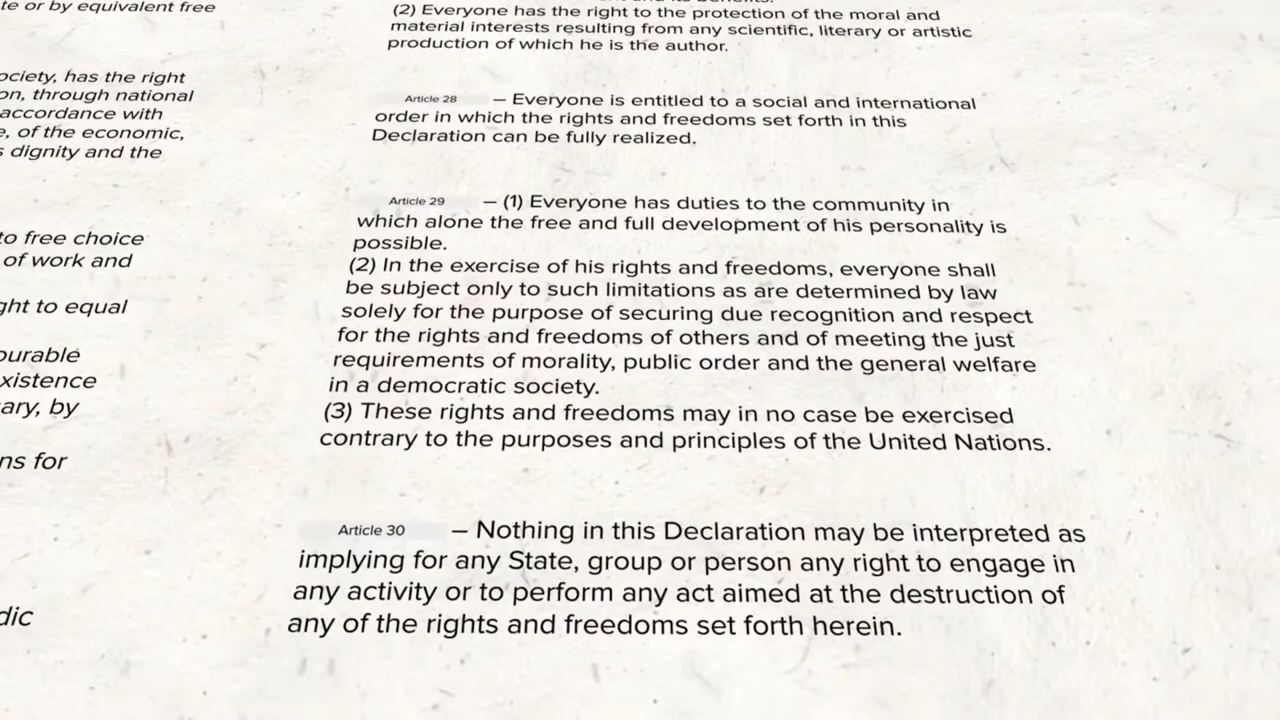 te or by equivalent free
ociety, has the right
on, through national
accordance with
e, of the economic,
s dignity and the
to free choice
of work and
ght to equal
ourable
xistence
ary, by
ns for
dic
(2) Everyone has the right to the protection of the moral and
material interests resulting from any scientific, literary or artistic
production of which he is the author.
Article 28 – Everyone is entitled to a social and international
order in which the rights and freedoms set forth in this
Declaration can be fully realized.
Article 29 – (1) Everyone has duties to the community in
which alone the free and full development of his personality is
possible.
(2) In the exercise of his rights and freedoms, everyone shall
be subject only to such limitations as are determined by law
solely for the purpose of securing due recognition and respect
for the rights and freedoms of others and of meeting the just
requirements of morality, public order and the general welfare
in a democratic society.
(3) These rights and freedoms may in no case be exercised
contrary to the purposes and principles of the United Nations.
Article 30 – Nothing in this Declaration may be interpreted as
implying for any State, group or person any right to engage in
any activity or to perform any act aimed at the destruction of
any of the rights and freedoms set forth herein.